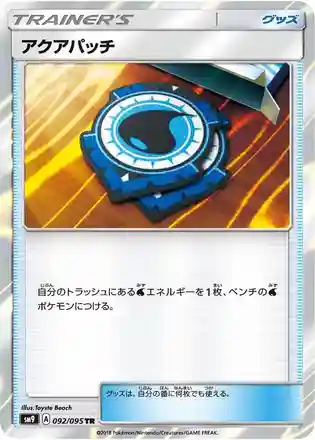 TRAINER'S
グッズ
アクアパッチ
自分のトラッシュにあるエネルギーを1枚、ベンチの
ポケモンにつける。
グッズは、自分の番に何枚でも使える。
Illus.Toyste Beach
sm9 A 092/095 TR
©2018 Pokémon/Nintendo/Creatures/GAME FREAK.